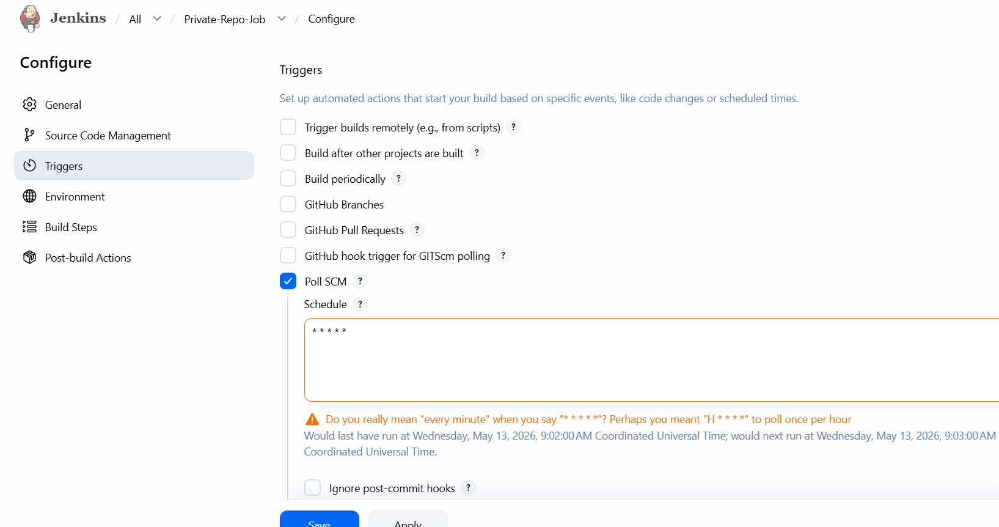 Jenkins / All / Private-Repo-Job / Configure
Configure
General
Source Code Management
Triggers
Environment
Build Steps
Post-build Actions
Triggers
Set up automated actions that start your build based on specific events, like code changes or scheduled times.
Trigger builds remotely (e.g., from scripts) ?
Build after other projects are built ?
Build periodically ?
GitHub Branches
GitHub Pull Requests ?
GitHub hook trigger for GITScm polling ?
Poll SCM ?
Schedule ?
* * * * *
Do you really mean "every minute" when you say "* * * * *"? Perhaps you meant "H * * * *" to poll once per hour
Would last have run at Wednesday, May 13, 2026, 9:02:00 AM Coordinated Universal Time; would next run at Wednesday, May 13, 2026, 9:03:00 AM
Coordinated Universal Time.
Ignore post-commit hooks ?
Save Apply